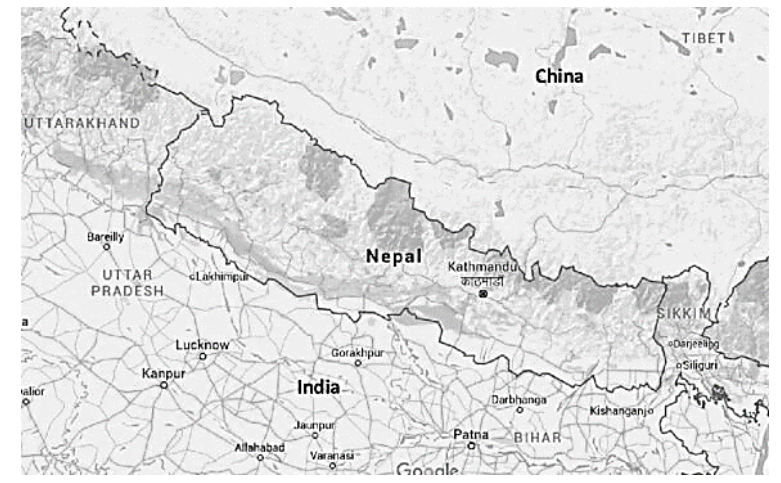 TIBET
China
UTTARAKHAND
Bareilly
Nepal
Kathmandu
काठमाडौं
UTTAR
PRADESH
Lakhimpur
SIKKIM
Lucknow
Gorakhpur
Darjeeling
Siliguri
Kanpur
India
Darbhanga
Kishanganj
Jaunpur
Patna
BIHAR
Allahabad
Varanasi
Google